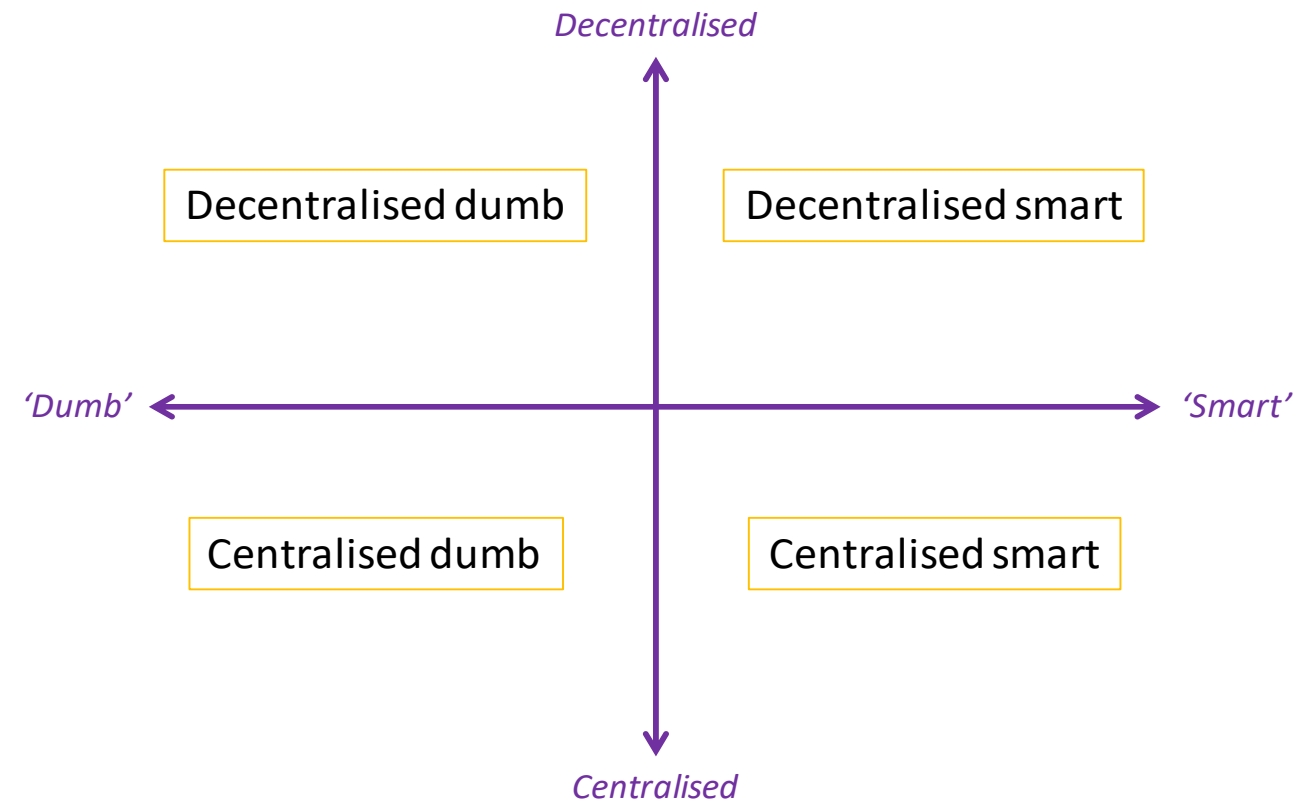 Decentralised
Decentralised dumb
Decentralised smart
‘Dumb’
‘Smart’
Centralised dumb
Centralised smart
Centralised